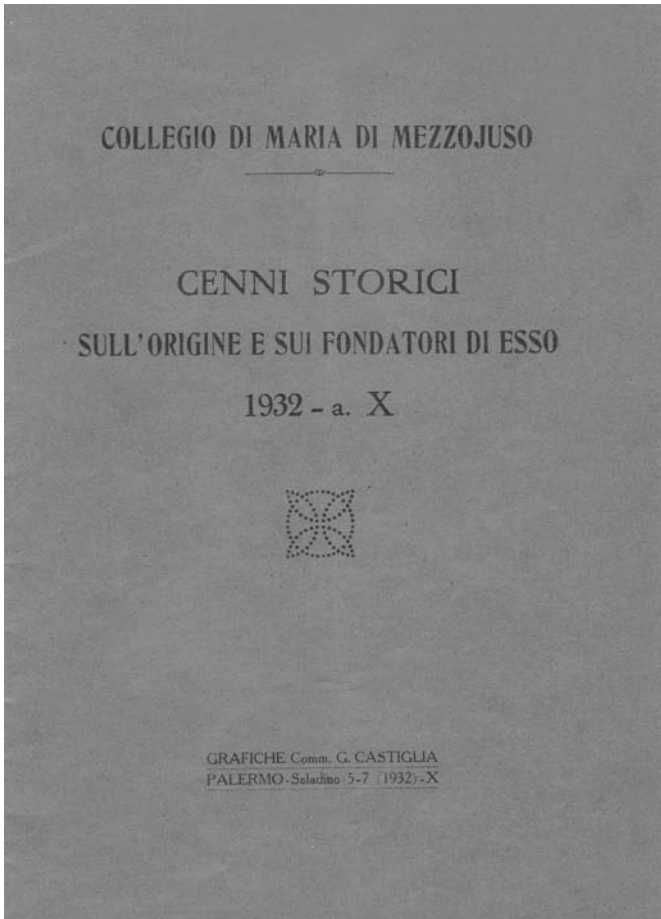 COLLEGIO DI MARIA DI MEZZOJUSO
CENNI STORICI
SULL'ORIGINE E SUI FONDATORI DI ESSO
1932 - a. X
GRAFICHE Comm. G. CASTIGLIA
PALERMO-Saladino 5-7 (1932)-X